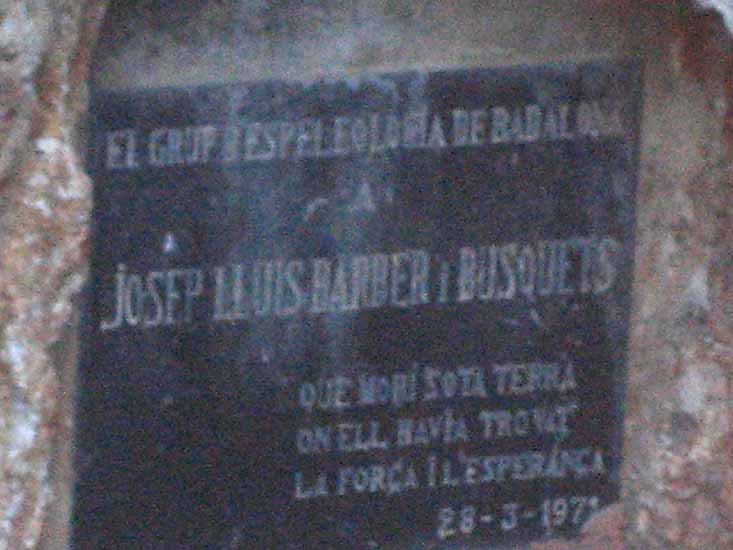 EL GRUP D'ESPELEOLOGIA DE BADALONA
A
JOSEP LLUIS BARBER i BUSQUETS
QUE MORÍ SOTA TERRA
ON ELL HAVIA TROVAT
LA FORÇA I L'ESPERANÇA
28-3-1971